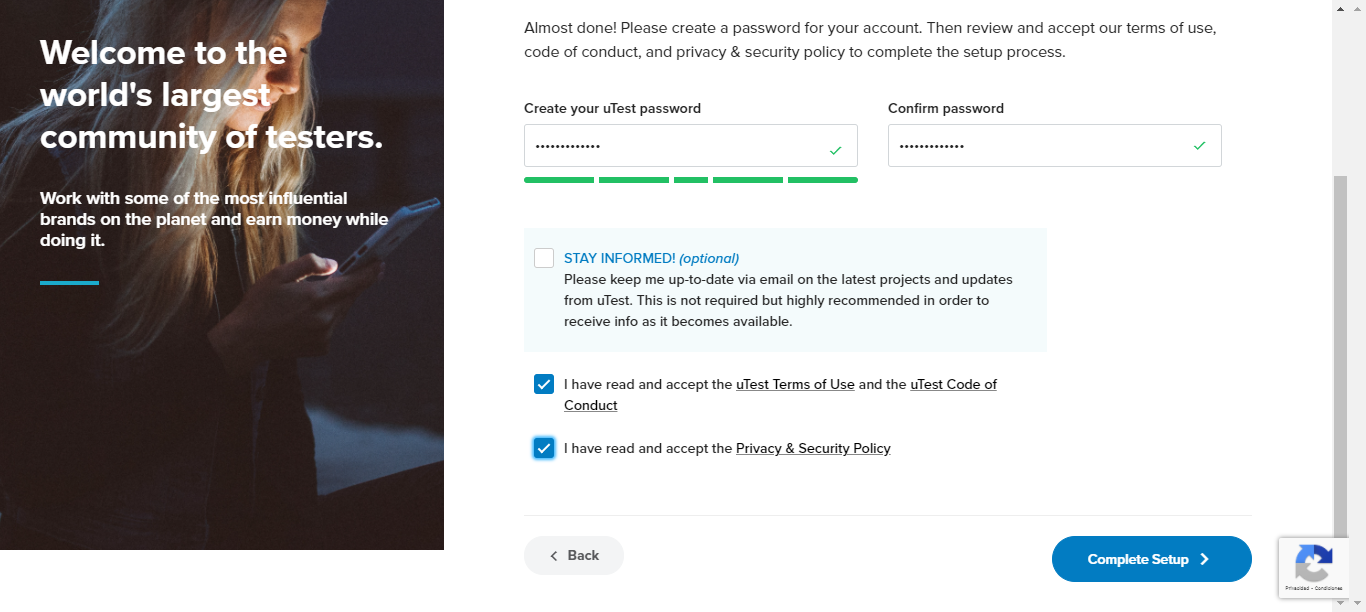 Welcome to the
world's largest
community of testers.
Work with some of the most influential
brands on the planet and earn money while
doing it.
Almost done! Please create a password for your account. Then review and accept our terms of use,
code of conduct, and privacy & security policy to complete the setup process.
Create your uTest password
Confirm password
•••••••••••••
•••••••••••••
STAY INFORMED! (optional)
Please keep me up-to-date via email on the latest projects and updates
from uTest. This is not required but highly recommended in order to
receive info as it becomes available.
I have read and accept the uTest Terms of Use and the uTest Code of
Conduct
I have read and accept the Privacy & Security Policy
Back
Complete Setup
Privacidad - Condiciones